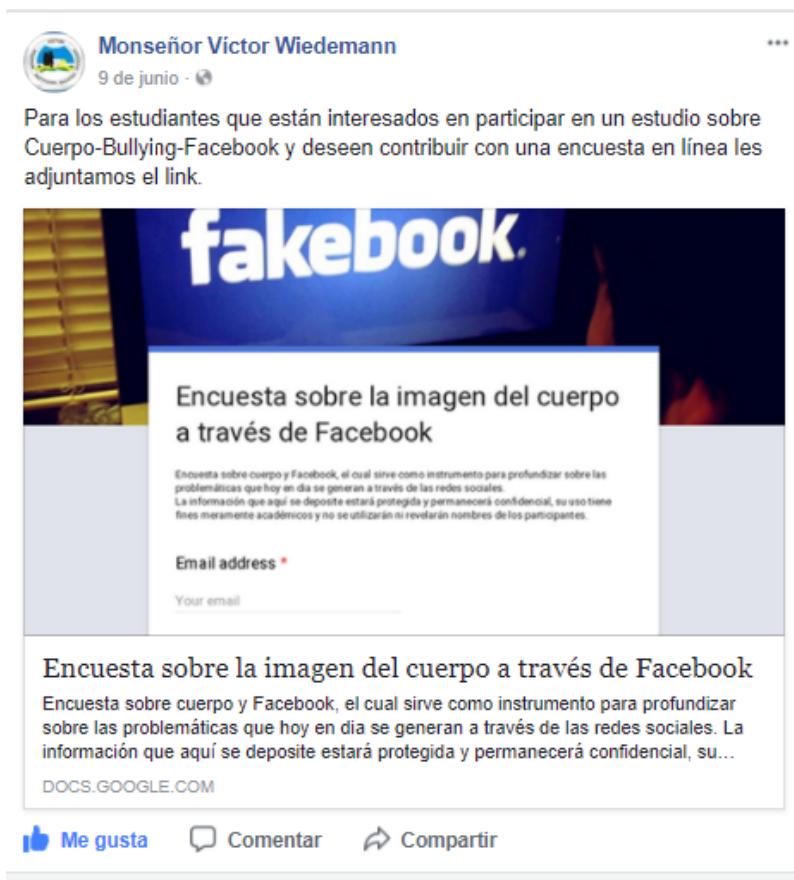 Monseñor Víctor Wiedemann
9 de junio ·
Para los estudiantes que están interesados en participar en un estudio sobre
Cuerpo-Bullying-Facebook y deseen contribuir con una encuesta en línea les
adjuntamos el link.
fakebook.
Encuesta sobre la imagen del cuerpo
a través de Facebook
Encuesta sobre cuerpo y Facebook, el cual sirve como instrumento para profundizar sobre las
problemáticas que hoy en dia se generan a través de las redes sociales.
La información que aquí se deposite estará protegida y permanecerá confidencial, su uso tiene
fines meramente académicos y no se utilizarán ni revelarán nombres de los participantes.
Email address *
Your email
Encuesta sobre la imagen del cuerpo a través de Facebook
Encuesta sobre cuerpo y Facebook, el cual sirve como instrumento para profundizar
sobre las problemáticas que hoy en dia se generan a través de las redes sociales. La
información que aquí se deposite estará protegida y permanecerá confidencial, su...
DOCS.GOOGLE.COM
Me gusta Comentar Compartir